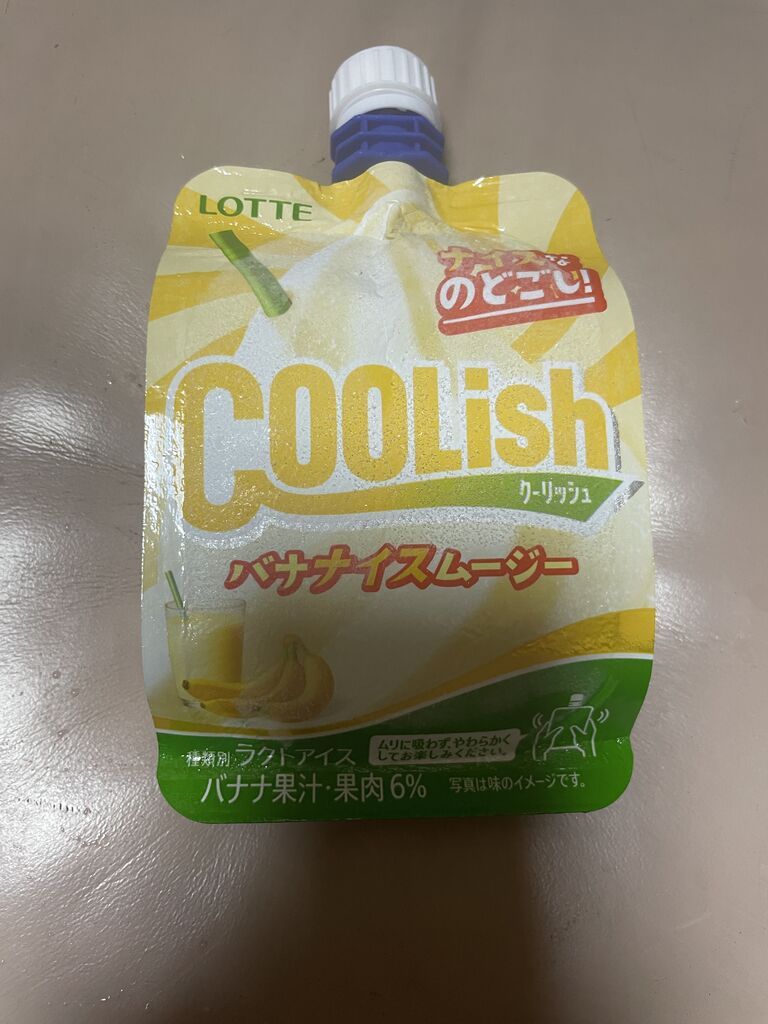 LOTTE
ナイスな
のどごし!
COOLish
クーリッシュ
バナナイスムージー
種類別 ラクトアイス
ムリに吸わず、やわらかく
してお楽しみください。
バナナ果汁・果肉6%
写真は味のイメージです。